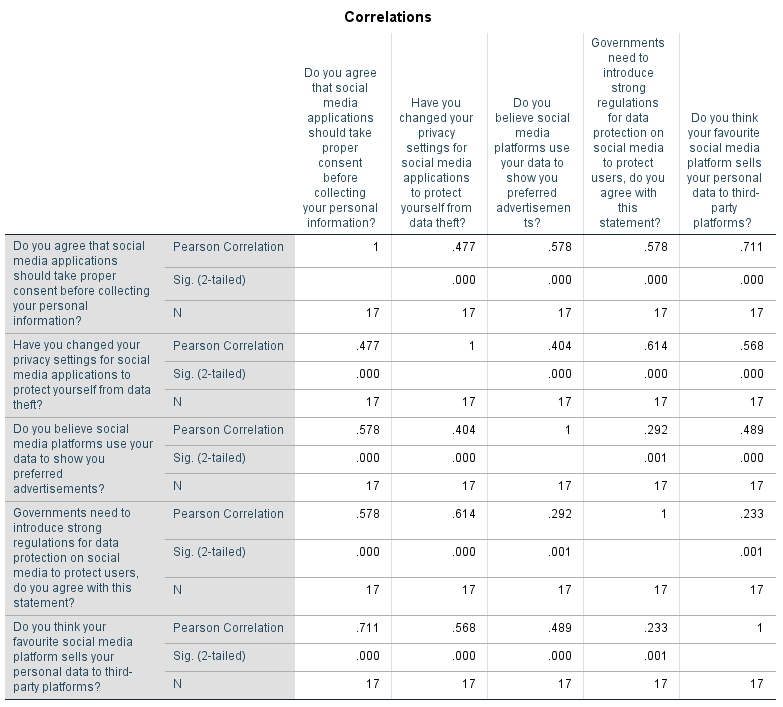 Correlations
Do you agree
that social
media
applications
should take
proper
consent
before
collecting
your personal
information?
Have you
changed your
privacy
settings for
social media
applications
to protect
yourself from
data theft?
Do you
believe social
media
platforms use
your data to
show you
preferred
advertisemen
ts?
Governments
need to
introduce
strong
regulations
for data
protection on
social media
to protect
users, do you
agree with
this
statement?
Do you think
your favourite
social media
platform sells
your personal
data to third-
party
platforms?
Do you agree that social
media applications
should take proper
consent before collecting
your personal
information?
Pearson Correlation 1 .477 .578 .578 .711
Sig. (2-tailed) .000 .000 .000 .000
N 17 17 17 17 17
Have you changed your
privacy settings for social
media applications to
protect yourself from data
theft?
Pearson Correlation .477 1 .404 .614 .568
Sig. (2-tailed) .000 .000 .000 .000
N 17 17 17 17 17
Do you believe social
media platforms use your
data to show you
preferred
advertisements?
Pearson Correlation .578 .404 1 .292 .489
Sig. (2-tailed) .000 .000 .001 .000
N 17 17 17 17 17
Governments need to
introduce strong
regulations for data
protection on social
media to protect users,
do you agree with this
statement?
Pearson Correlation .578 .614 .292 1 .233
Sig. (2-tailed) .000 .000 .001 .001
N 17 17 17 17 17
Do you think your
favourite social media
platform sells your
personal data to third-
party platforms?
Pearson Correlation .711 .568 .489 .233 1
Sig. (2-tailed) .000 .000 .000 .001
N 17 17 17 17 17